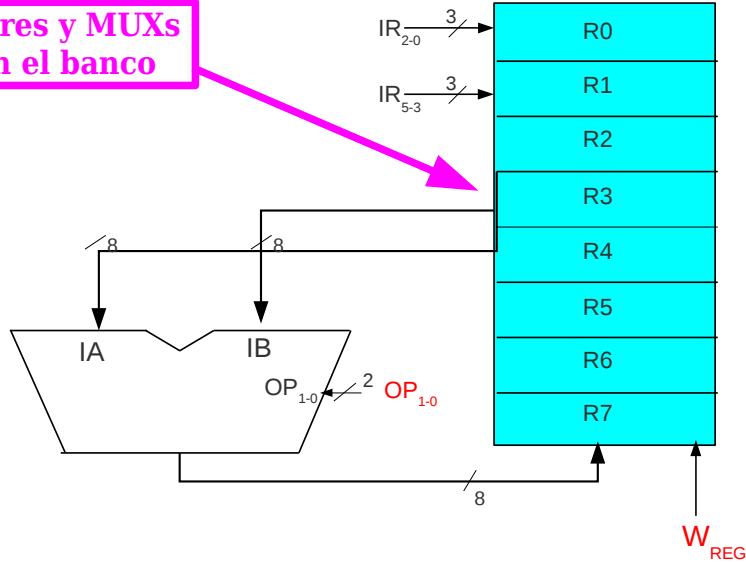 res y MUXs
el banco
IR2-0 3
IR5-3 3
R0
R1
R2
R3
R4
R5
R6
R7
8
8
IA
IB
OP1-0
2
OP1-0
8
WREG